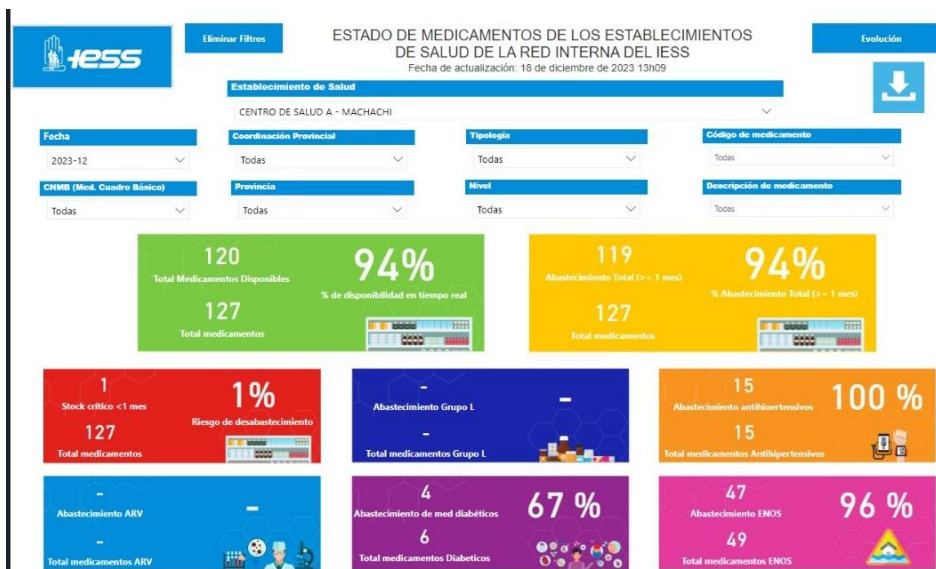 IESS
Eliminar Filtros
ESTADO DE MEDICAMENTOS DE LOS ESTABLECIMIENTOS
DE SALUD DE LA RED INTERNA DEL IESS
Fecha de actualización: 18 de diciembre de 2023 13h09
Evolución
Establecimiento de Salud
CENTRO DE SALUD A - MACHACHI
Fecha
2023-12
Coordinación Provincial
Todas
Tipología
Todas
Código de medicamento
Todas
CNMB (Med. Cuadro Básico)
Todas
Provincia
Todas
Nivel
Todas
Descripción de medicamento
Todas
120
Total Medicamentos Disponibles
127
Total medicamentos
94%
% de disponibilidad en tiempo real
119
Abastecimiento Total (>= 1 mes)
127
Total medicamentos
94%
% Abastecimiento Total (>= 1 mes)
1
Stock crítico <1 mes
127
Total medicamentos
1%
Riesgo de desabastecimiento
-
Abastecimiento Grupo L
-
Total medicamentos Grupo L
-
15
Abastecimiento antihipertensivos
15
Total medicamentos Antihipertensivos
100 %
-
Abastecimiento ARV
-
Total medicamentos ARV
-
4
Abastecimiento de med diabéticos
6
Total medicamentos Diabeticos
67 %
47
Abastecimiento ENOS
49
Total medicamentos ENOS
96 %